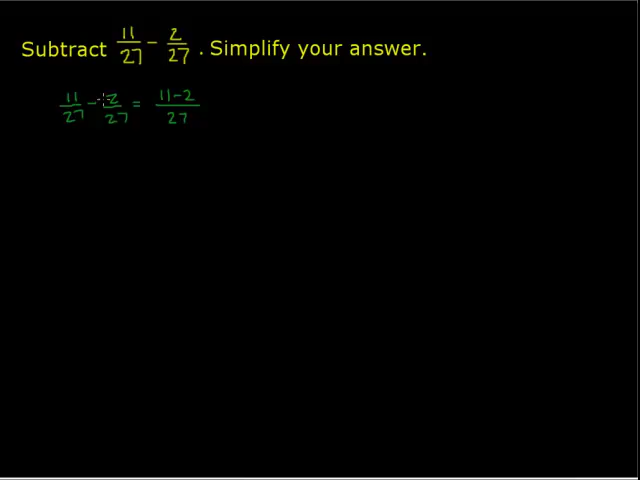 Subtract 11/27 - 2/27 . Simplify your answer.
11/27 - 2/27 = 11-2/27